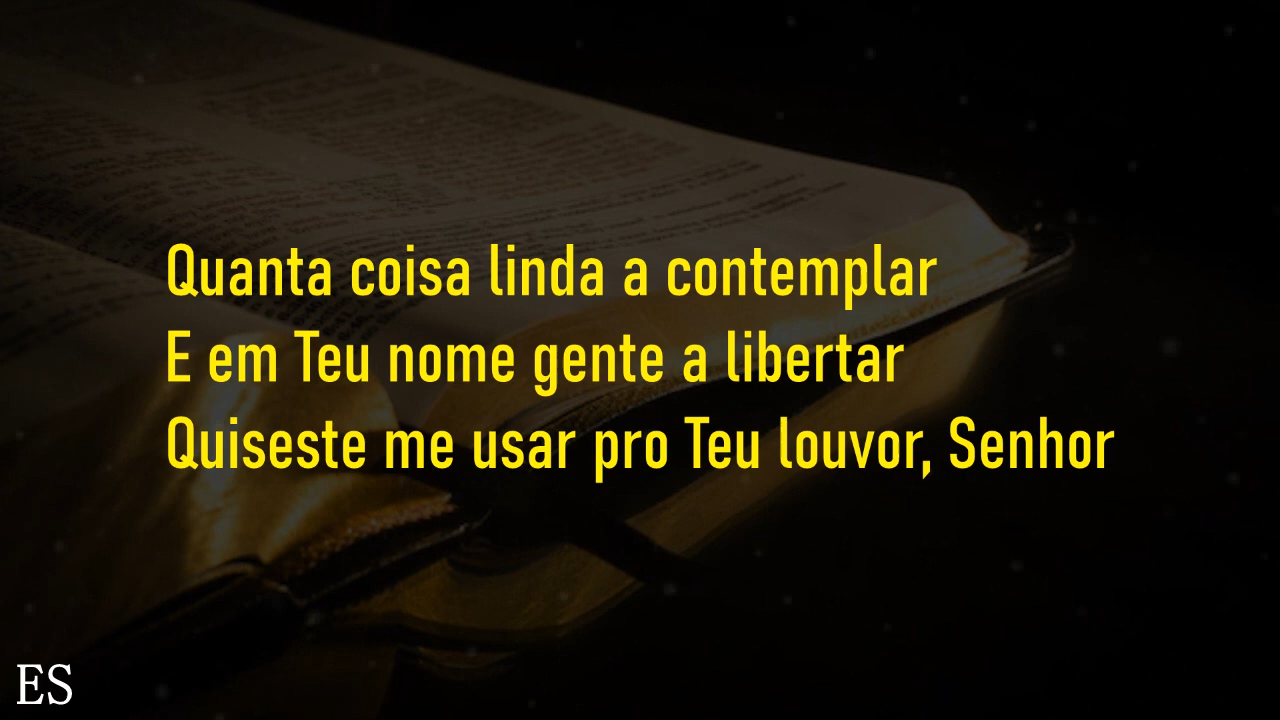 Quanta coisa linda a contemplar
E em Teu nome gente a libertar
Quiseste me usar pro Teu louvor, Senhor
ES